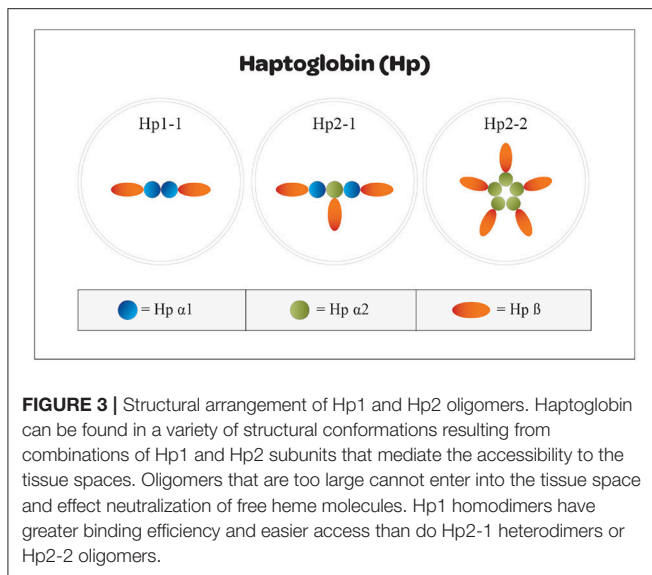 Haptoglobin (Hp)
Hp1-1 Hp2-1 Hp2-2
= Hp α1 = Hp α2 = Hp ß
FIGURE 3 | Structural arrangement of Hp1 and Hp2 oligomers. Haptoglobin
can be found in a variety of structural conformations resulting from
combinations of Hp1 and Hp2 subunits that mediate the accessibility to the
tissue spaces. Oligomers that are too large cannot enter into the tissue space
and effect neutralization of free heme molecules. Hp1 homodimers have
greater binding efficiency and easier access than do Hp2-1 heterodimers or
Hp2-2 oligomers.